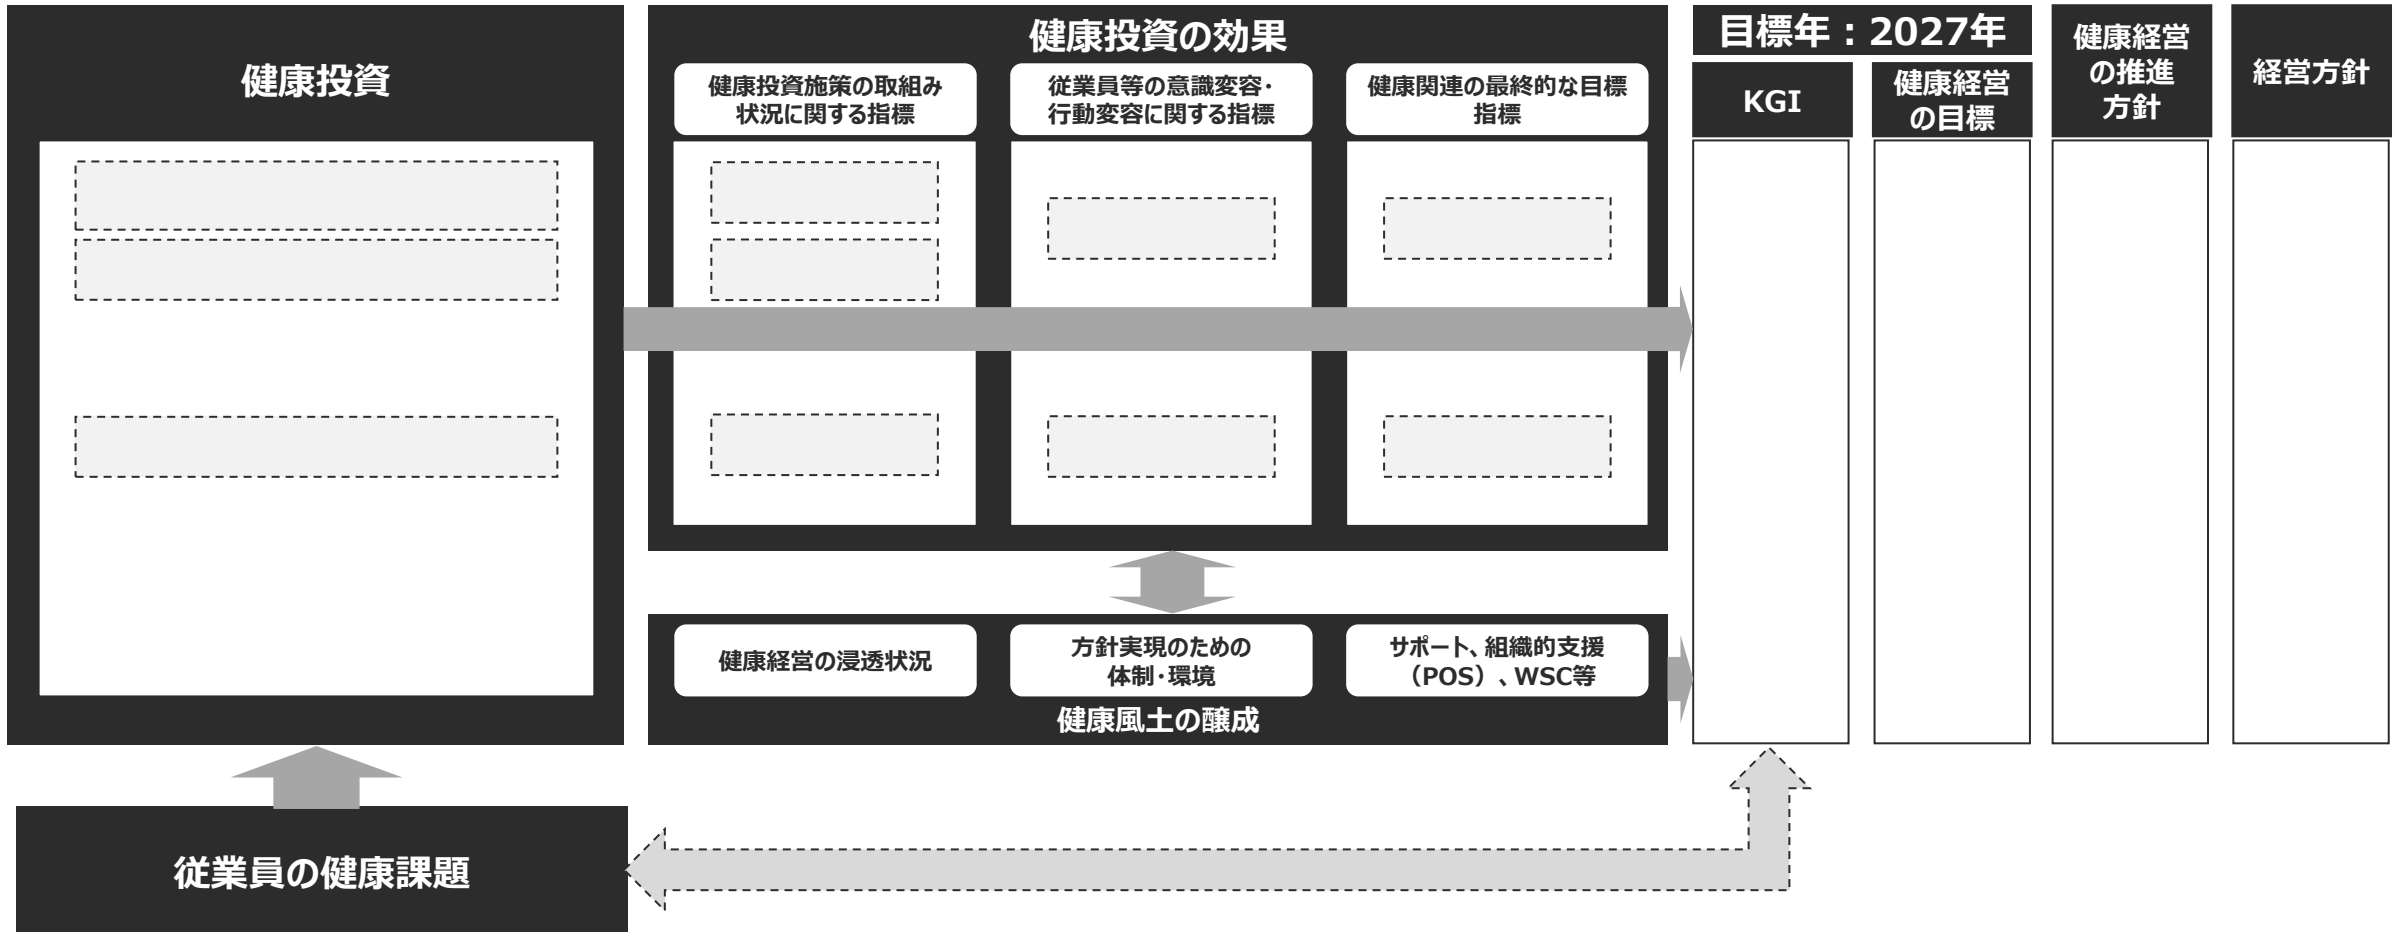 健康投資
健康投資の効果
健康投資施策の取組み
状況に関する指標
従業員等の意識変容・
行動変容に関する指標
健康関連の最終的な目標
指標
目標年：2027年
KGI
健康経営
の目標
健康経営
の推進
方針
経営方針
健康経営の浸透状況
方針実現のための
体制・環境
サポート、組織的支援
（POS）、WSC等
健康風土の醸成
従業員の健康課題